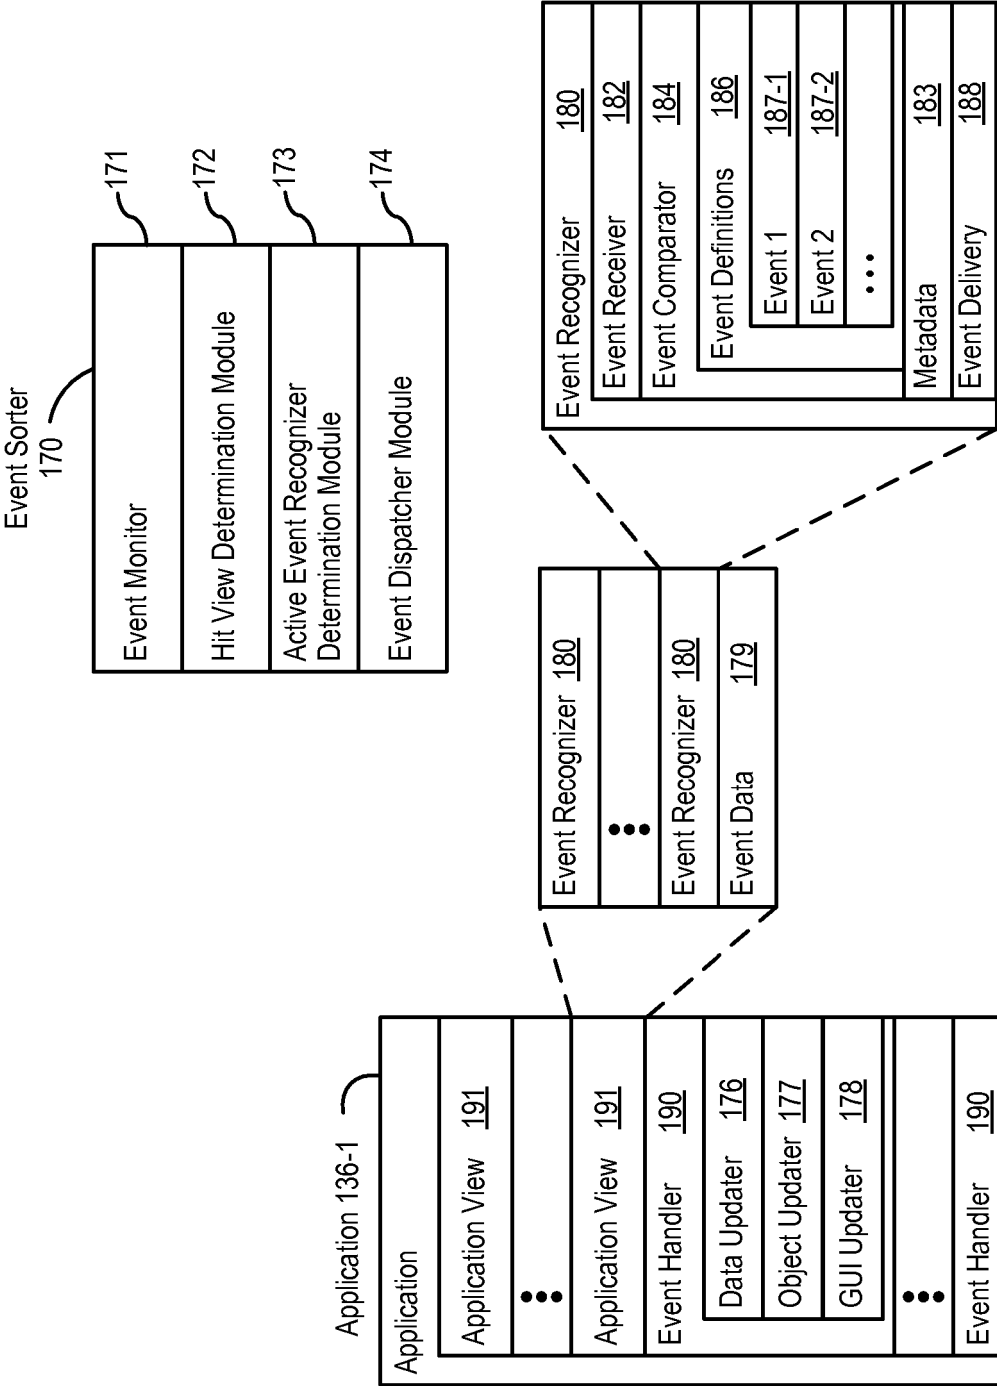 Event Sorter
170
Event Monitor
171
Hit View Determination Module
172
Active Event Recognizer
Determination Module
173
Event Dispatcher Module
174
Application 136-1
Application
Application View 191
•••
Application View 191
Event Handler 190
Data Updater 176
Object Updater 177
GUI Updater 178
•••
Event Handler 190
Event Recognizer 180
•••
Event Recognizer 180
Event Data 179
Event Recognizer 180
Event Receiver 182
Event Comparator 184
Event Definitions 186
Event 1 187-1
Event 2 187-2
•••
Metadata 183
Event Delivery 188